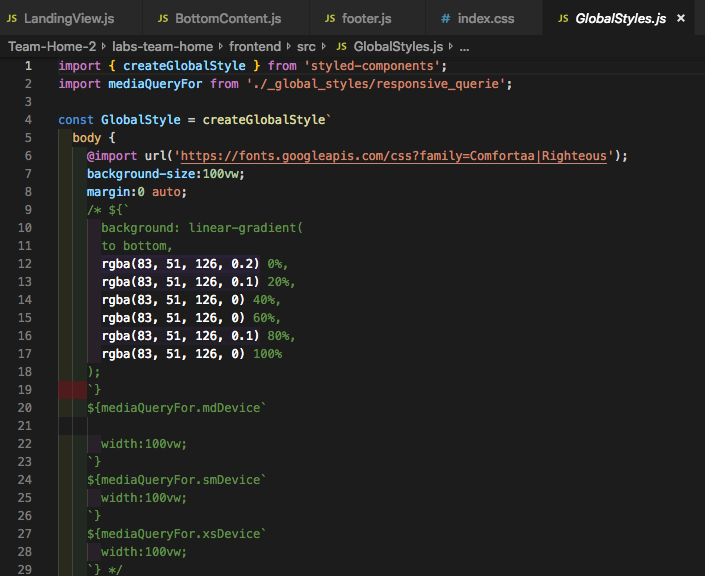 JS LandingView.js JS BottomContent.js JS footer.js # index.css JS GlobalStyles.js ×
Team-Home-2 › labs-team-home › frontend › src › JS GlobalStyles.js › ...
1 import { createGlobalStyle } from 'styled-components';
2 import mediaQueryFor from './_global_styles/responsive_querie';
3
4 const GlobalStyle = createGlobalStyle`
5 body {
6 @import url('https://fonts.googleapis.com/css?family=Comfortaa|Righteous');
7 background-size:100vw;
8 margin:0 auto;
9 /* ${`
10 background: linear-gradient(
11 to bottom,
12 rgba(83, 51, 126, 0.2) 0%,
13 rgba(83, 51, 126, 0.1) 20%,
14 rgba(83, 51, 126, 0) 40%,
15 rgba(83, 51, 126, 0) 60%,
16 rgba(83, 51, 126, 0.1) 80%,
17 rgba(83, 51, 126, 0) 100%
18 );
19 `}
20 ${mediaQueryFor.mdDevice`
21
22 width:100vw;
23 `}
24 ${mediaQueryFor.smDevice`
25 width:100vw;
26 `}
27 ${mediaQueryFor.xsDevice`
28 width:100vw;
29 `} */